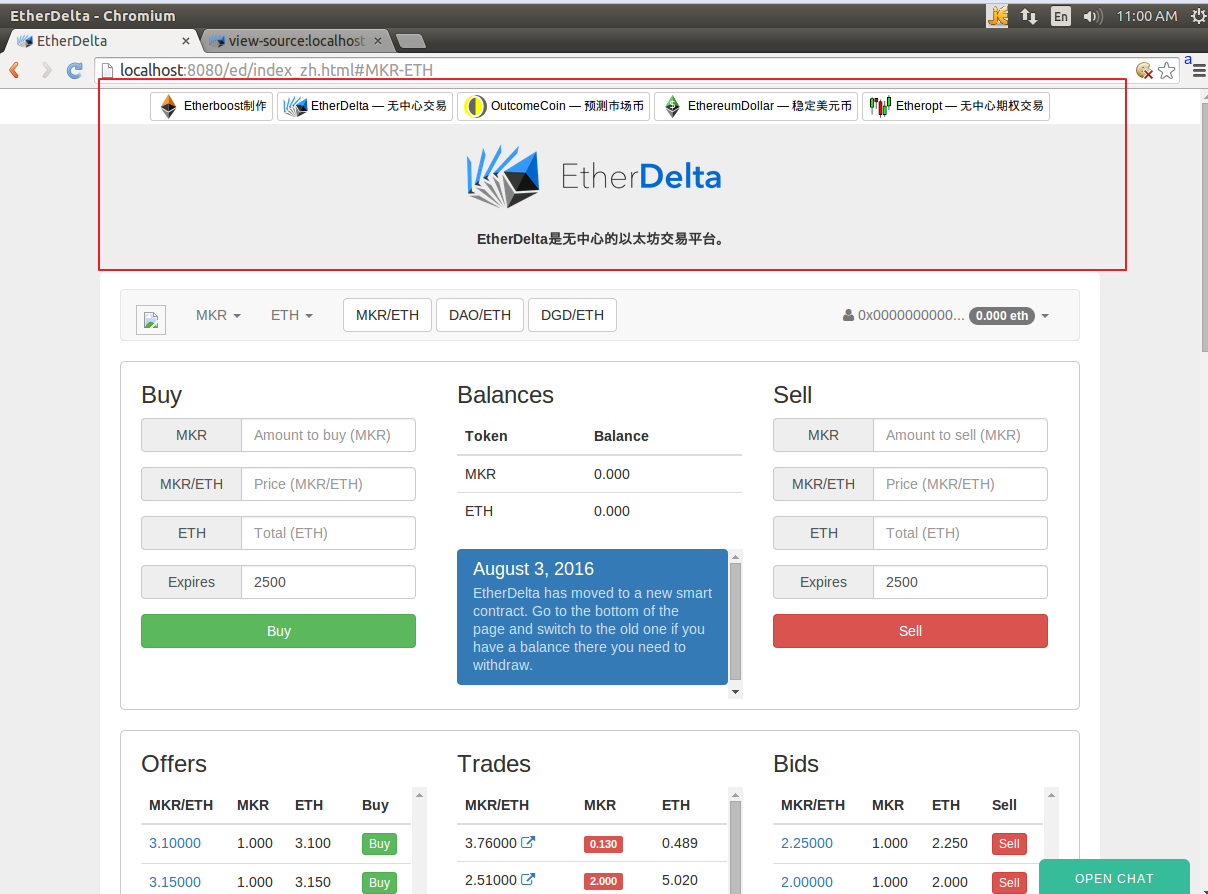 EtherDelta - Chromium
En
11:00 AM
EtherDelta
view-source:localhost
localhost:8080/ed/index_zh.html#MKR-ETH
a
Etherboost制作
EtherDelta — 无中心交易
OutcomeCoin — 预测市场币
EthereumDollar — 稳定美元币
Etheropt — 无中心期权交易
EtherDelta
EtherDelta是无中心的以太坊交易平台。
MKR
ETH
MKR/ETH
DAO/ETH
DGD/ETH
0x0000000000...
0.000 eth
Buy
MKR
Amount to buy (MKR)
MKR/ETH
Price (MKR/ETH)
ETH
Total (ETH)
Expires
2500
Buy
Balances
Token Balance
MKR 0.000
ETH 0.000
August 3, 2016
EtherDelta has moved to a new smart
contract. Go to the bottom of the
page and switch to the old one if you
have a balance there you need to
withdraw.
Sell
MKR
Amount to sell (MKR)
MKR/ETH
Price (MKR/ETH)
ETH
Total (ETH)
Expires
2500
Sell
Offers
MKR/ETH MKR ETH Buy
3.10000 1.000 3.100 Buy
3.15000 1.000 3.150 Buy
Trades
MKR/ETH MKR ETH
3.76000 0.130 0.489
2.51000 2.000 5.020
Bids
MKR/ETH MKR ETH Sell
2.25000 1.000 2.250 Sell
2.00000 1.000 2.000 Sell
OPEN CHAT